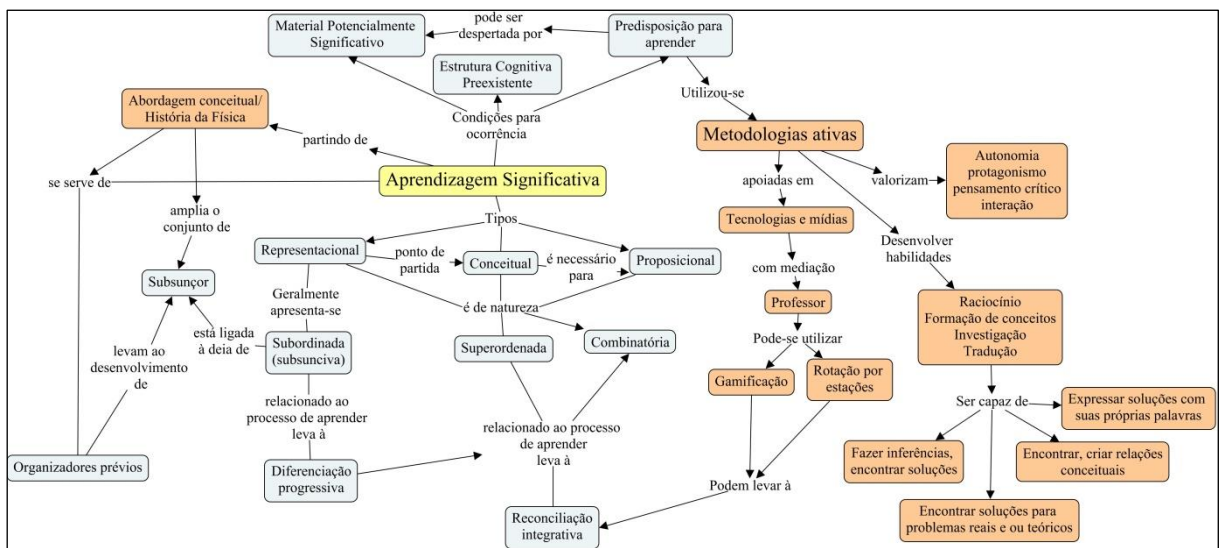 Material Potencialmente
Significativo
pode ser
despertada por
Predisposição para
aprender
Estrutura Cognitiva
Preexistente
Utilizou-se
Abordagem conceitual/
História da Física
Condições para
ocorrência
partindo de
Metodologias ativas
se serve de
Aprendizagem Significativa
apoiadas em
valorizam
Autonomia
protagonismo
pensamento crítico
interação
amplia o
conjunto de
Tipos
Tecnologias e mídias
Representacional
ponto de
partida
Conceitual
é necessário
para
Proposicional
Desenvolver
habilidades
Subsunçor
com mediação
Geralmente
apresenta-se
é de natureza
Professor
Raciocínio
Formação de conceitos
Investigação
Tradução
está ligada
à deia de
Subordinada
(subsunciva)
Superordenada
Combinatória
Pode-se utilizar
levam ao
desenvolvimento
de
Gamificação
Rotação por
estações
Ser capaz de
Expressar soluções com
suas próprias palavras
relacionado ao
processo de aprender
leva à
relacionado ao processo
de aprender
leva à
Fazer inferências,
encontrar soluções
Encontrar, criar relações
conceituais
Organizadores prévios
Diferenciação
progressiva
Podem levar à
Reconciliação
integrativa
Encontrar soluções para
problemas reais e ou teóricos